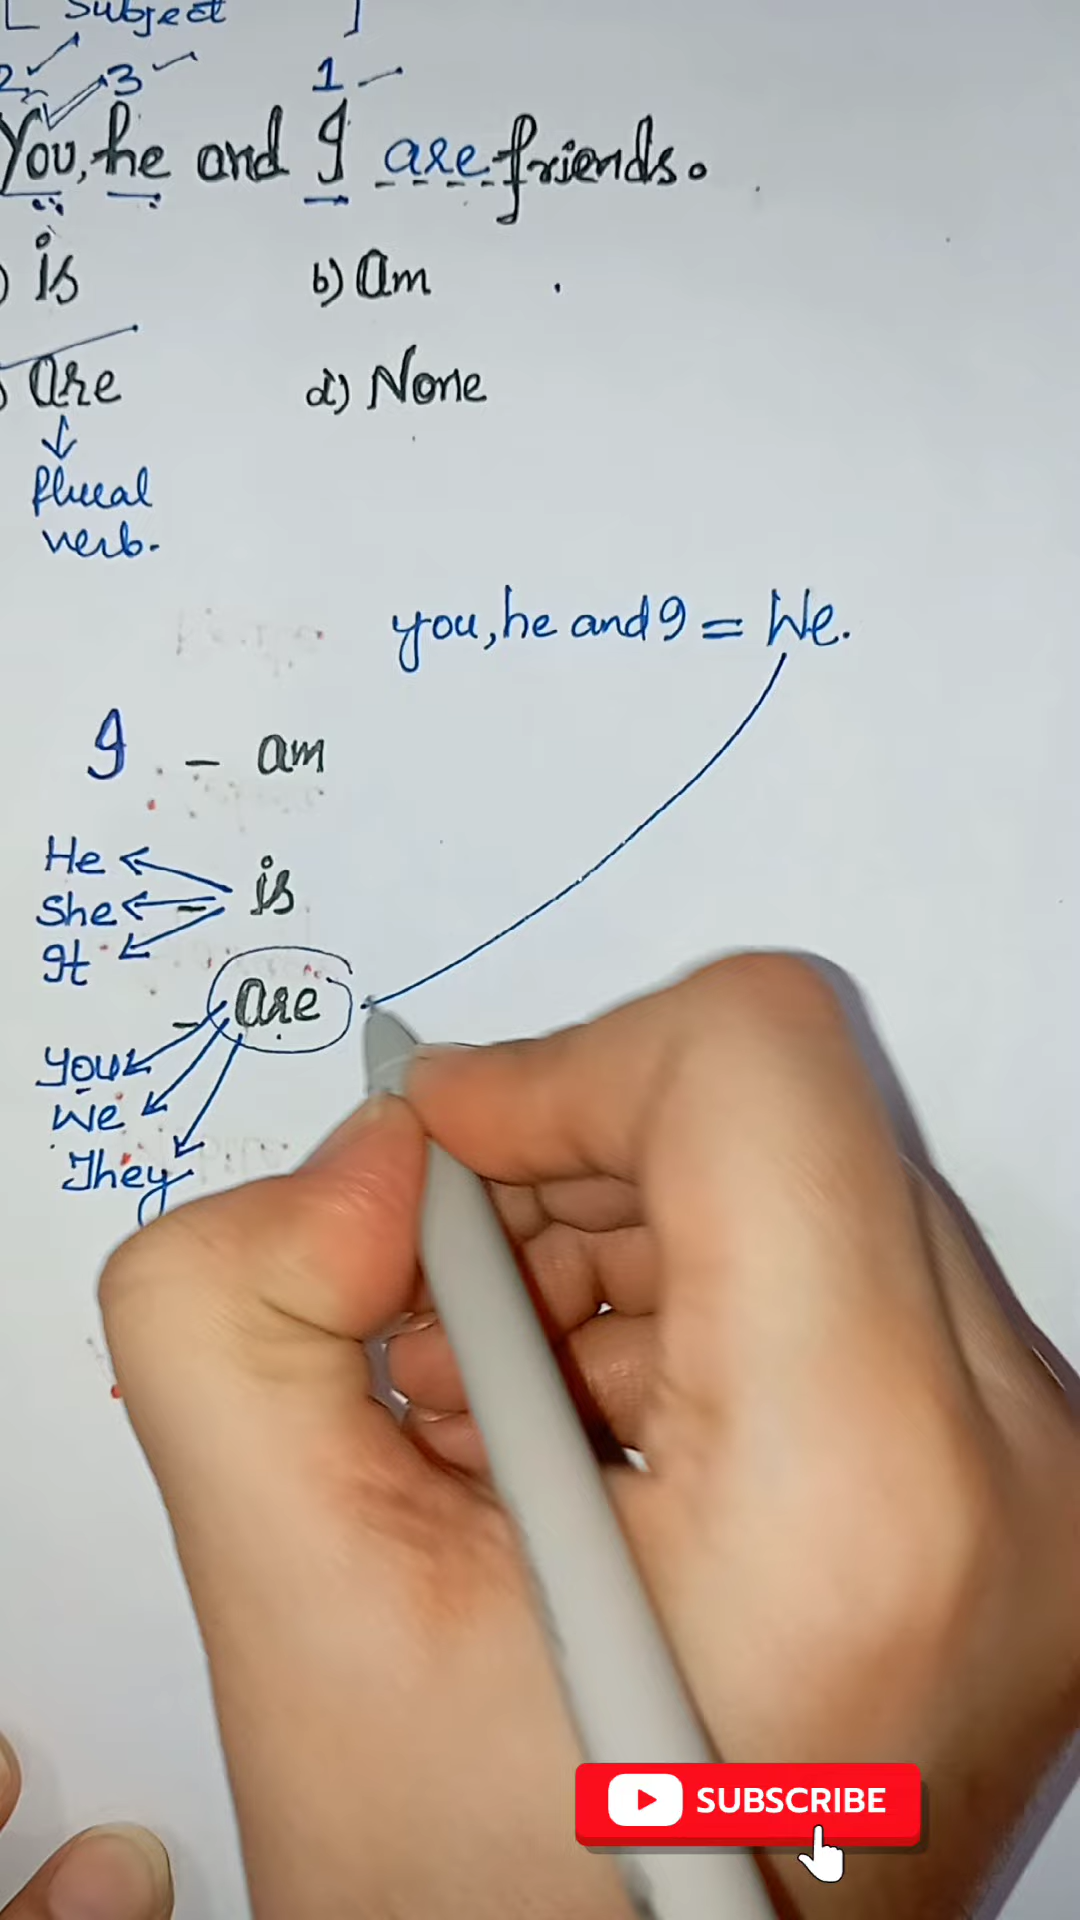 [ Subject ]
2 3 1
You, he and I are friends.
) is b) Am
) Are d) None
Plural
verb.
you, he and I = We.
I - am
He
She - is
It
- Are
You
We
They
SUBSCRIBE